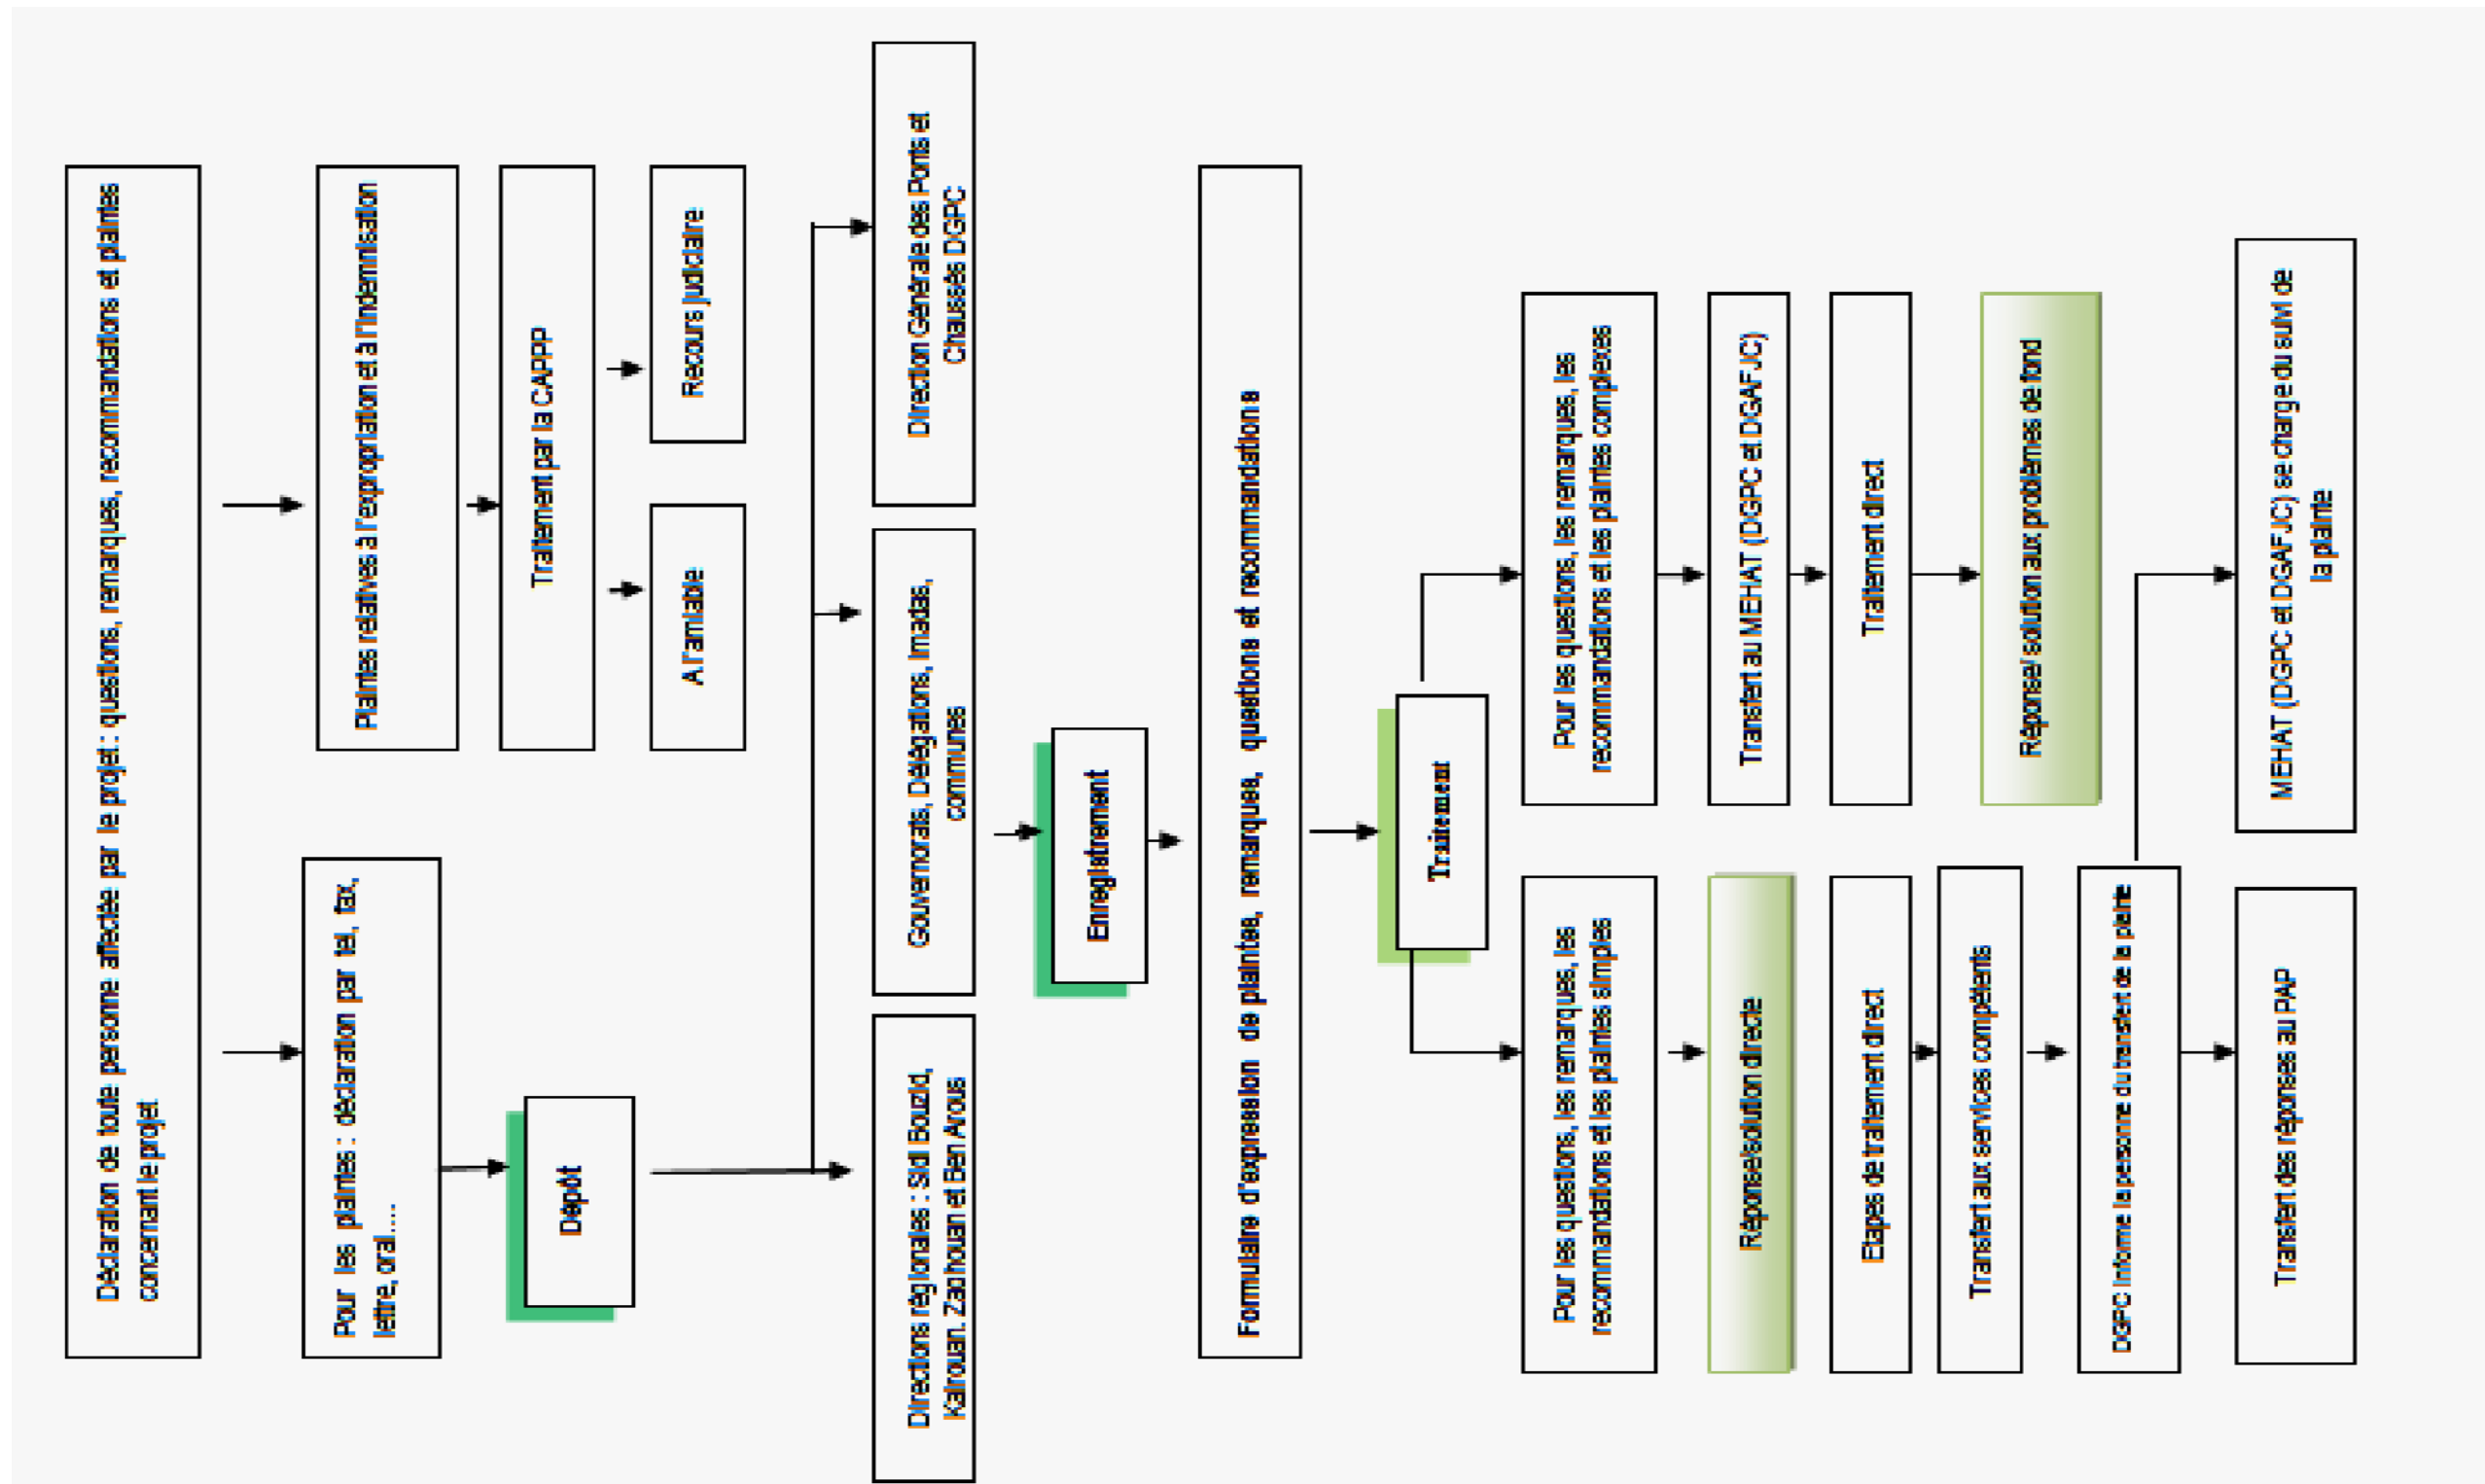 Déclaration de toute personne affectée par le projet : questions, remarques, recommandations et plaintes
concernant le projet
Pour les plaintes : déclaration par tel, fax,
lettre, oral....
Plaintes relatives à l'expropriation et à l'indemnisation
Dépôt
Traitement par la CAPPP
A l'amiable
Recours judiciaire
Directions régionales : Sidi Bouzid,
Kairouan, Zaghouan et Ben Arous
Gouvernorats, Délégations, Imadas,
communes
Direction Générale des Ponts et
Chaussés DGPC
Enregistrement
Formulaire d'expression de plaintes, remarques, questions et recommandations
Traitement
Pour les questions, les remarques, les
recommandations et les plaintes simples
Pour les questions, les remarques, les
recommandations et les plaintes complexes
Réponse/solution directe
Transfert au MEHAT (DGPC et DGAFJC)
Etapes de traitement direct
Traitement direct
Transfert aux services compétents
Réponse/ solution aux problèmes de fond
DGPC informe la personne du transfert de la plainte
Transfert des réponses au PAP
MEHAT (DGPC et DGAFJC) se charge du suivi de
la plainte